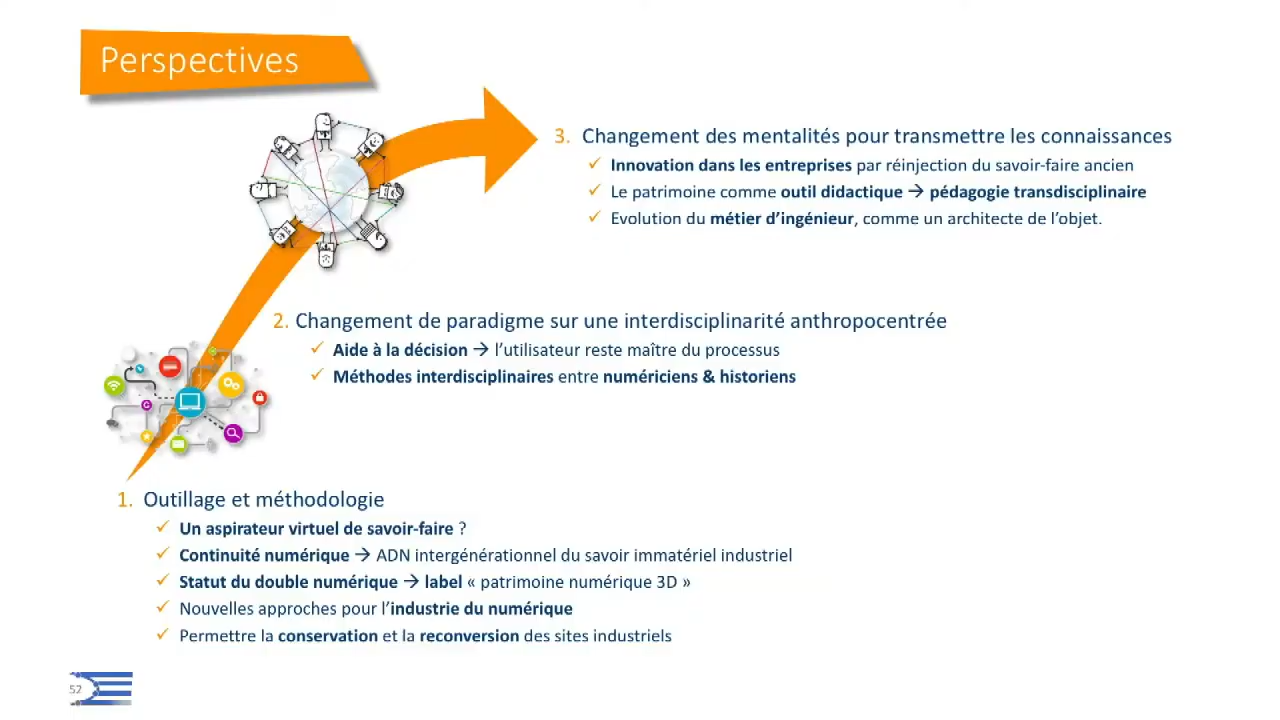 Perspectives
3. Changement des mentalités pour transmettre les connaissances
✓ Innovation dans les entreprises par réinjection du savoir-faire ancien
✓ Le patrimoine comme outil didactique → pédagogie transdisciplinaire
✓ Evolution du métier d’ingénieur, comme un architecte de l’objet.
2. Changement de paradigme sur une interdisciplinarité anthropocentrée
✓ Aide à la décision → l’utilisateur reste maître du processus
✓ Méthodes interdisciplinaires entre numériciens & historiens
1. Outillage et méthodologie
✓ Un aspirateur virtuel de savoir-faire ?
✓ Continuité numérique → ADN intergénérationnel du savoir immatériel industriel
✓ Statut du double numérique → label « patrimoine numérique 3D »
✓ Nouvelles approches pour l’industrie du numérique
✓ Permettre la conservation et la reconversion des sites industriels
52